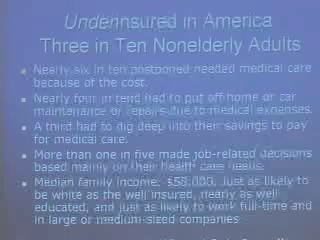 Underinsured in America
Three in Ten Nonelderly Adults
Nearly six in ten postponed needed medical care
because of the cost.
Nearly four in tend had to put off home or car
maintenance or repairs due to medical expenses.
A third had to dig deep into their savings to pay
for medical care.
More than one in five made job-related decisions
based mainly on their health care needs.
Median family income: $58,000. Just as likely to
be white as the well insured, nearly as well
educated, and just as likely to work full-time and
in large or medium-sized companies